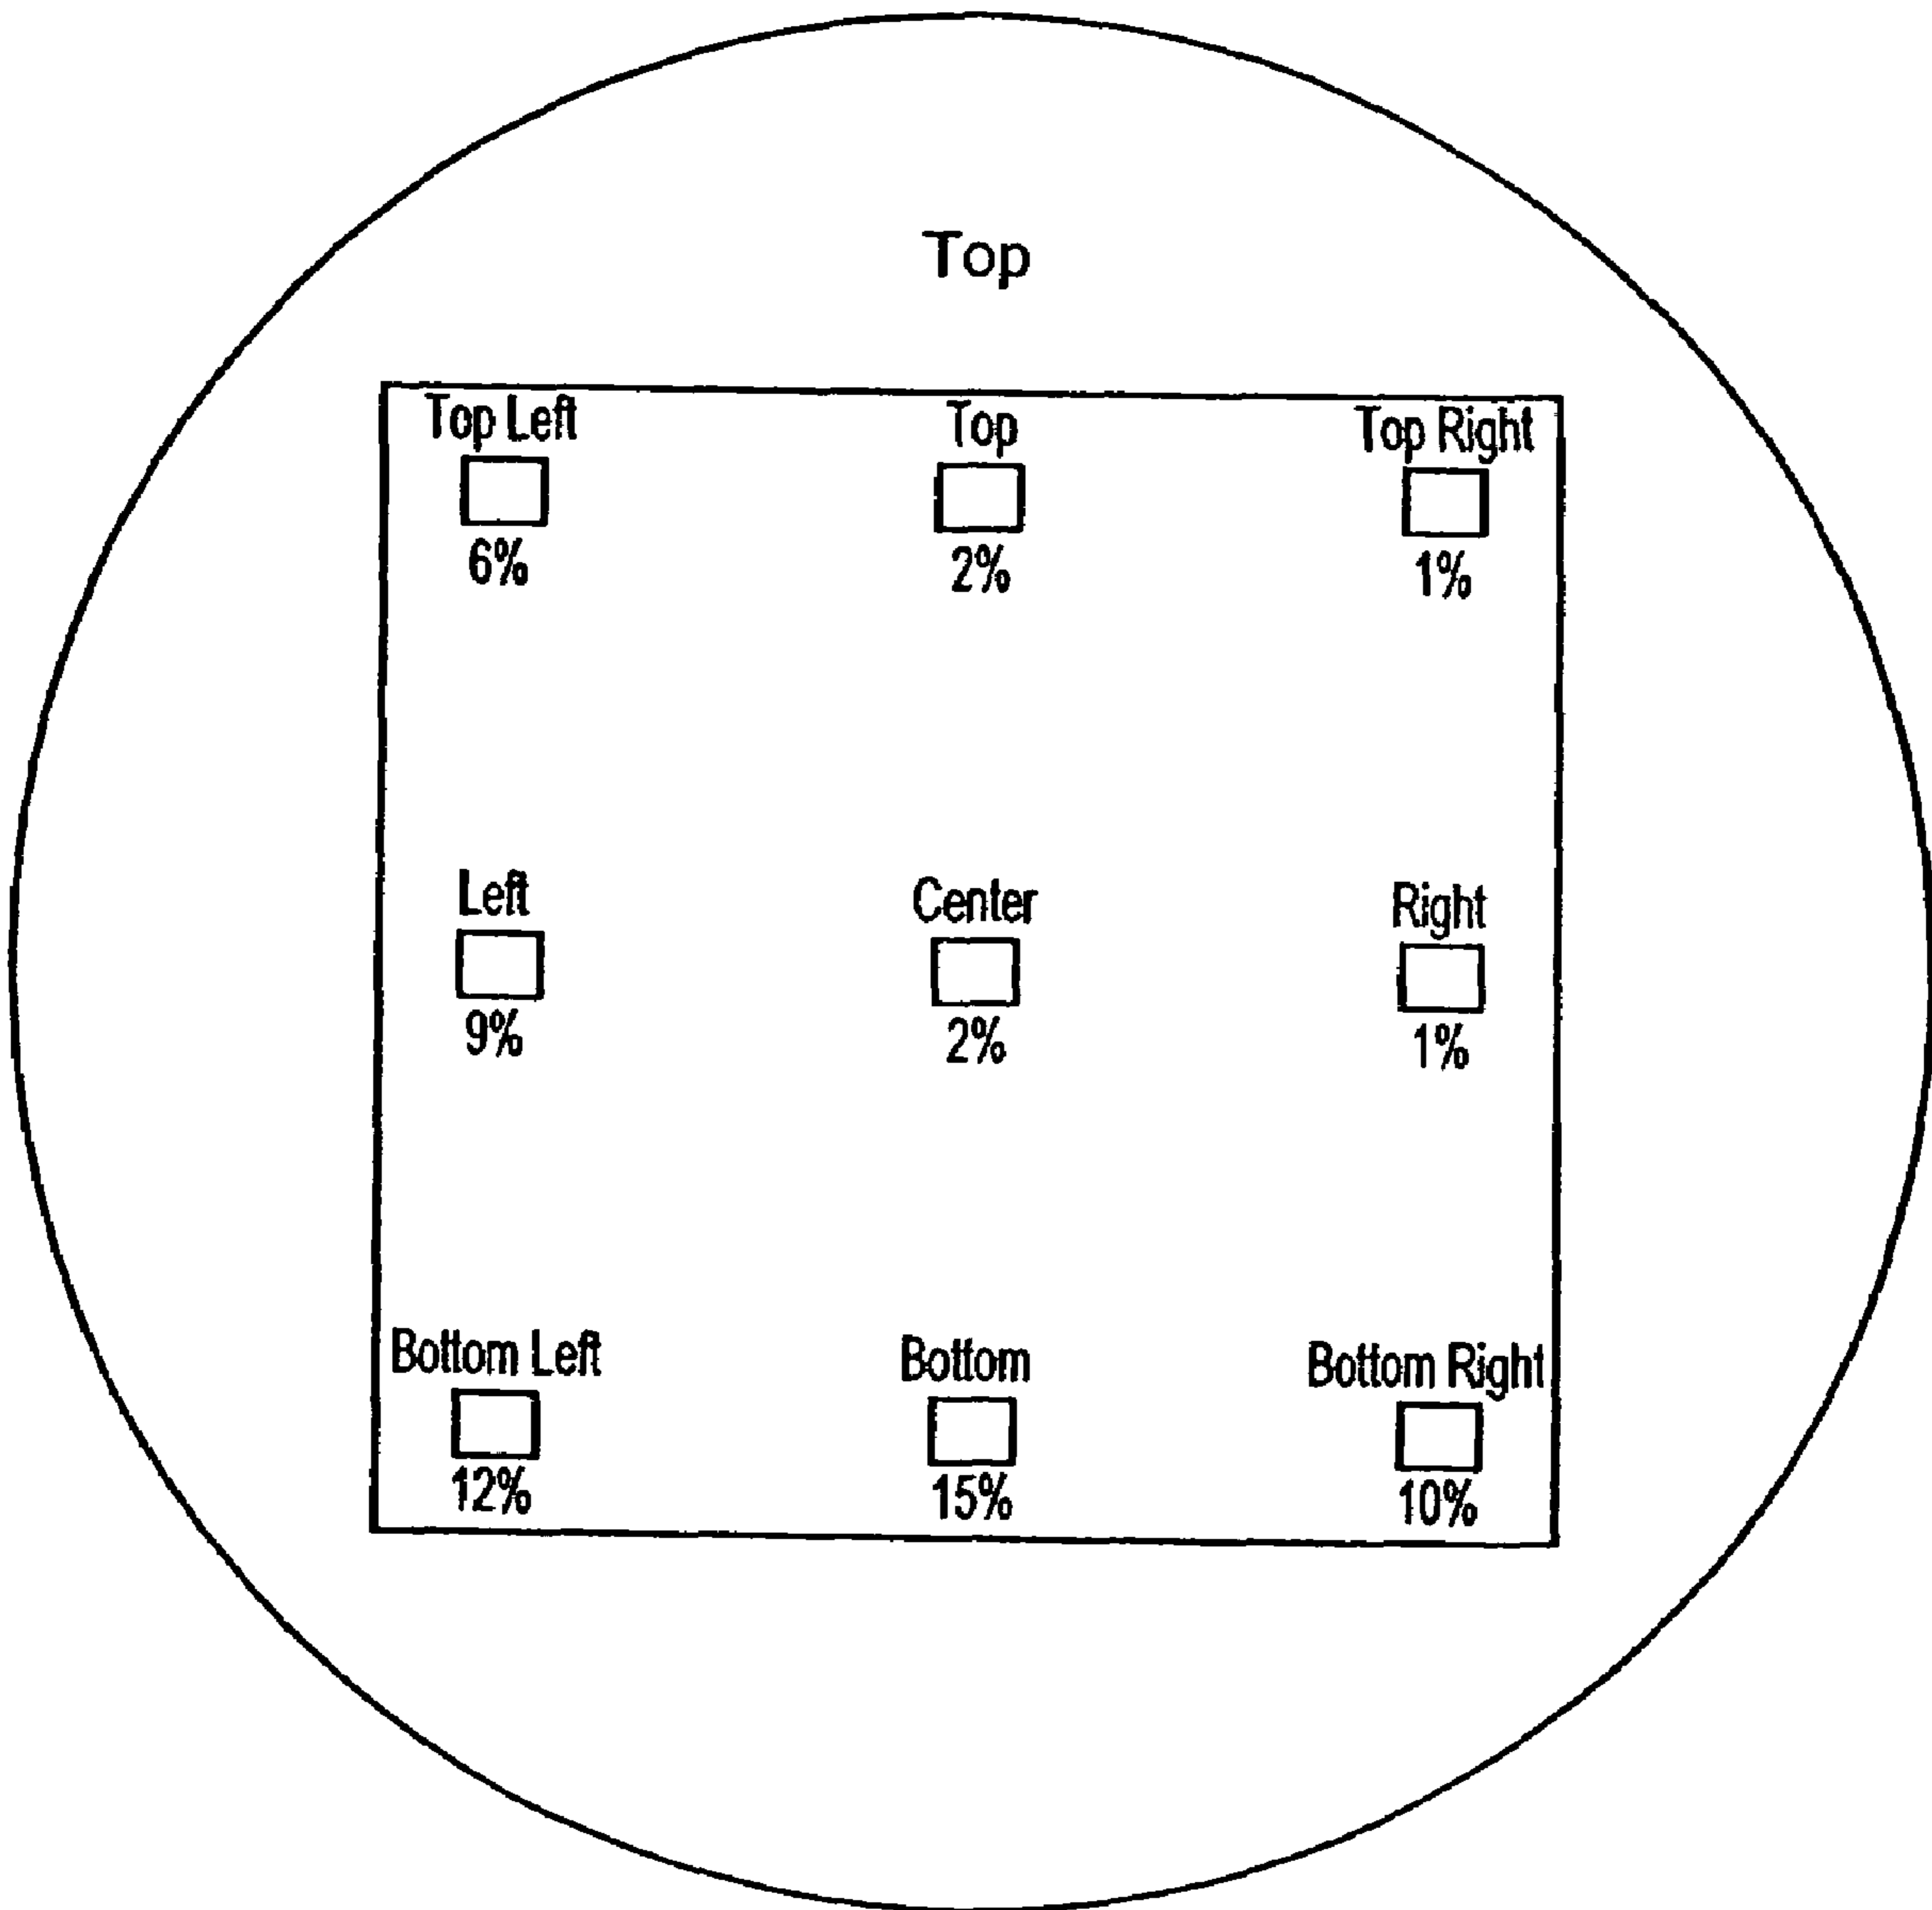 Top
Top Left Top Top Right
6% 2% 1%
Left Center Right
9% 2% 1%
Bottom Left Bottom Bottom Right
12% 15% 10%